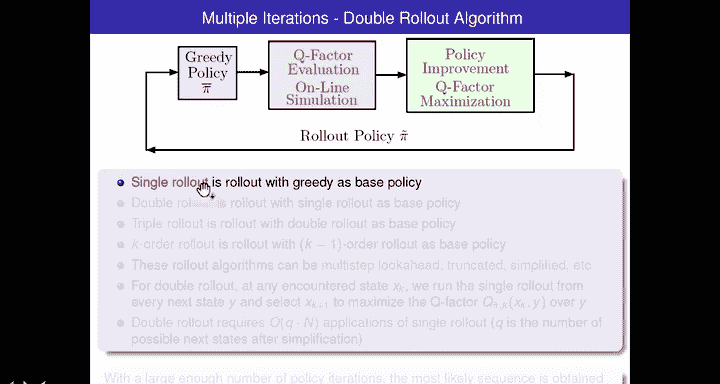 Multiple Iterations - Double Rollout Algorithm
Greedy
Policy
π̅
Q-Factor
Evaluation
On-Line
Simulation
Policy
Improvement
Q-Factor
Maximization
Rollout Policy π̃
Single rollout is rollout with greedy as base policy
Double rollout is rollout with single rollout as base policy
Triple rollout is rollout with double rollout as base policy
k-order rollout is rollout with (k − 1)-order rollout as base policy
These rollout algorithms can be multistep lookahead, truncated, simplified, etc
For double rollout, at any encountered state xₖ, we run the single rollout from
every next state y and select xₖ₊₁ to maximize the Q-factor Qπ̃,ₖ(xₖ, y) over y
Double rollout requires O(q · N) applications of single rollout (q is the number of
possible next states after simplification)
With a large enough number of policy iterations, the most likely sequence is obtained